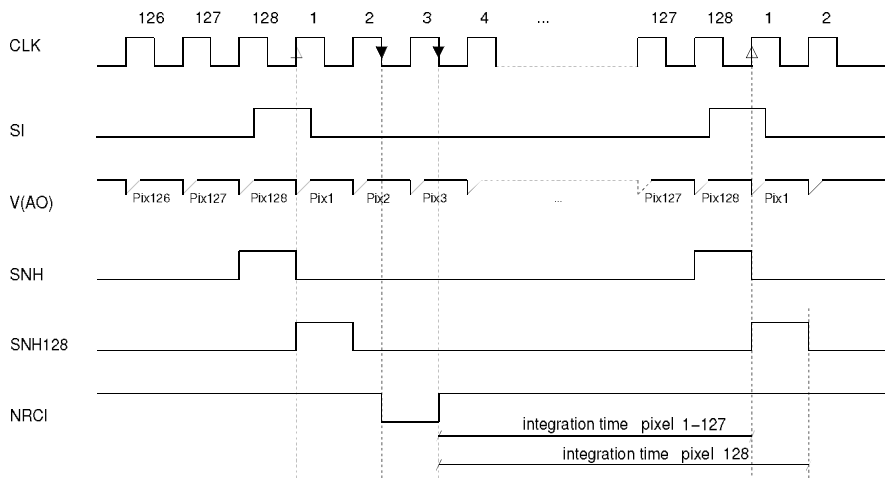 126 127 128 1 2 3 4 ... 127 128 1 2
CLK
SI
V(AO)
Pix126 Pix127 Pix128 Pix1 Pix2 Pix3 ... Pix127 Pix128 Pix1
SNH
SNH128
NRCI
integration time pixel 1-127
integration time pixel 128